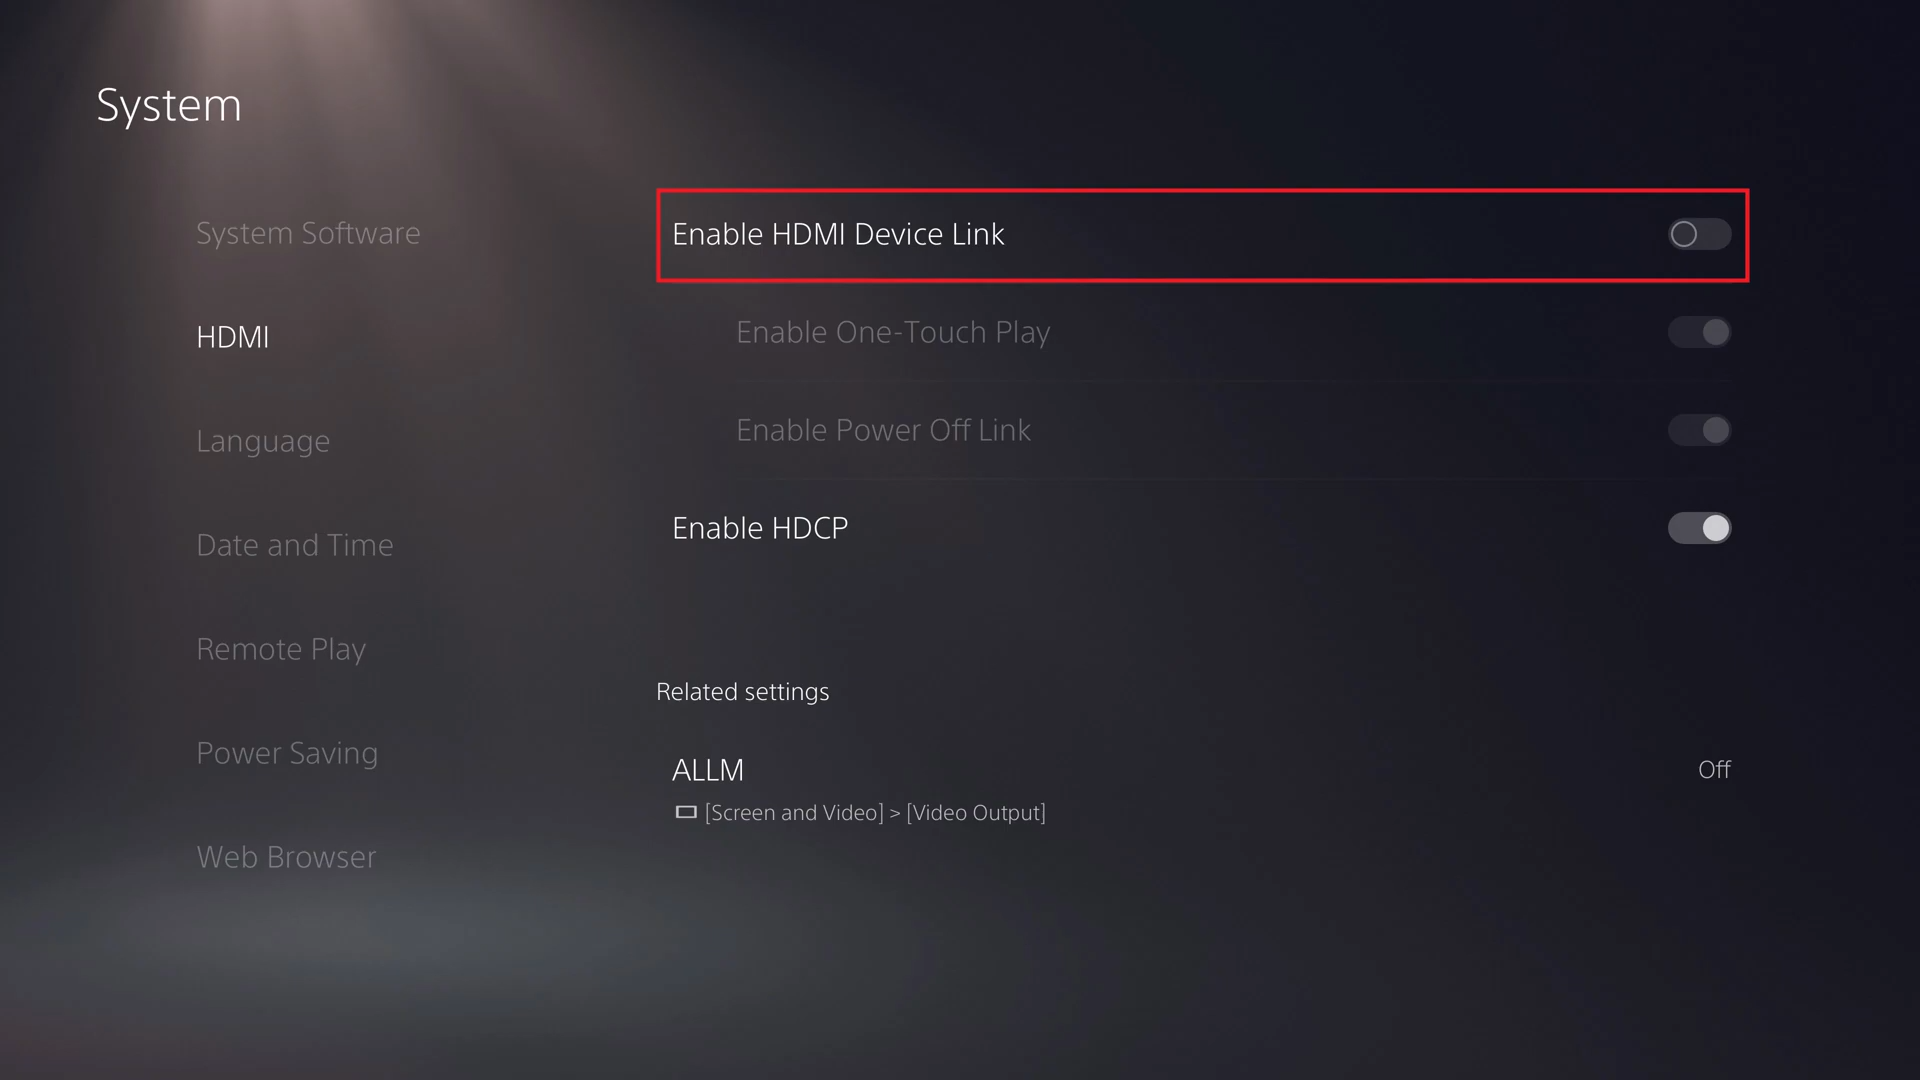 System
System Software
HDMI
Language
Date and Time
Remote Play
Power Saving
Web Browser
Enable HDMI Device Link
Enable One-Touch Play
Enable Power Off Link
Enable HDCP
Related settings
ALLM
Off
[Screen and Video] > [Video Output]